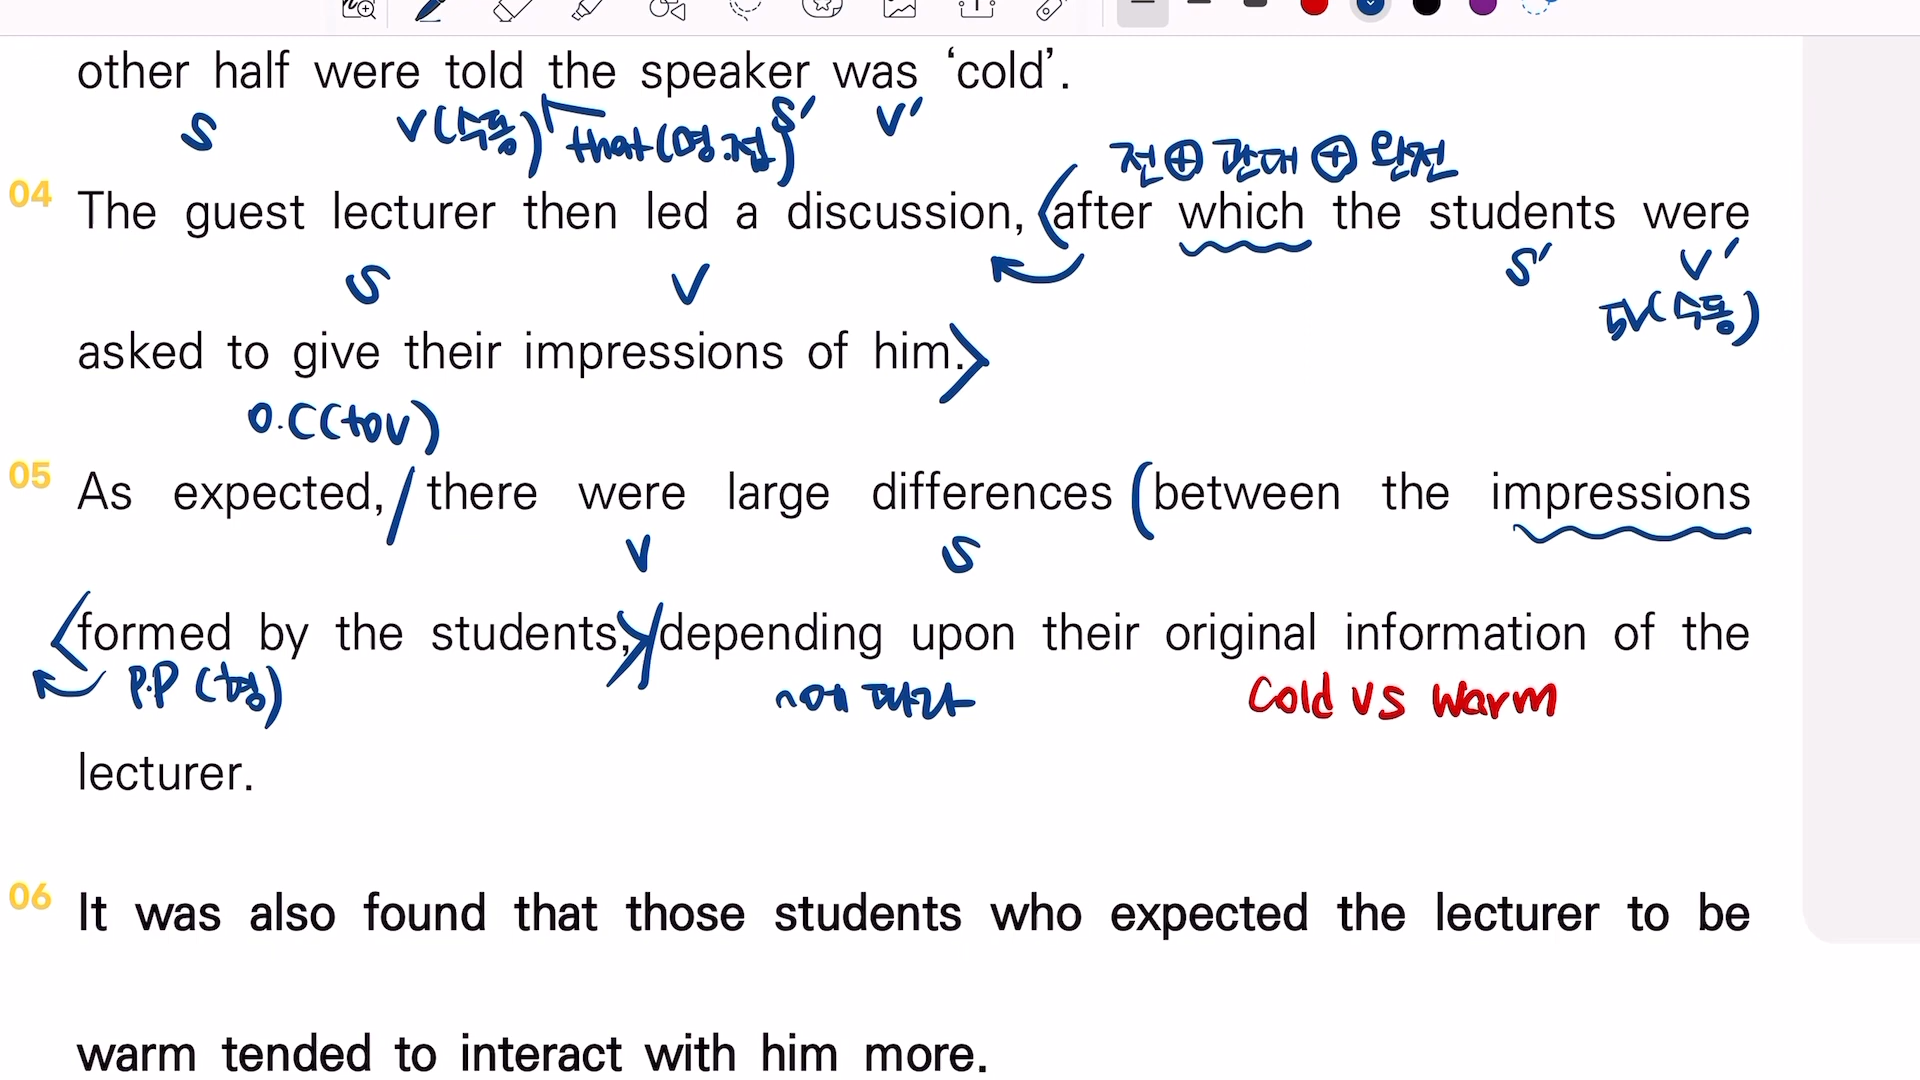 other half were told the speaker was ‘cold’.
S V(수동) that(명.접) S′ V′
전⊕관대⊕완전
04 The guest lecturer then led a discussion, after which the students were
S V S′ V′
5V(수동)
asked to give their impressions of him.
O.C(toV)
05 As expected, there were large differences (between the impressions
V S
formed by the students,) depending upon their original information of the
P.P (형) ~에 따라 Cold vs Warm
lecturer.
06 It was also found that those students who expected the lecturer to be
warm tended to interact with him more.